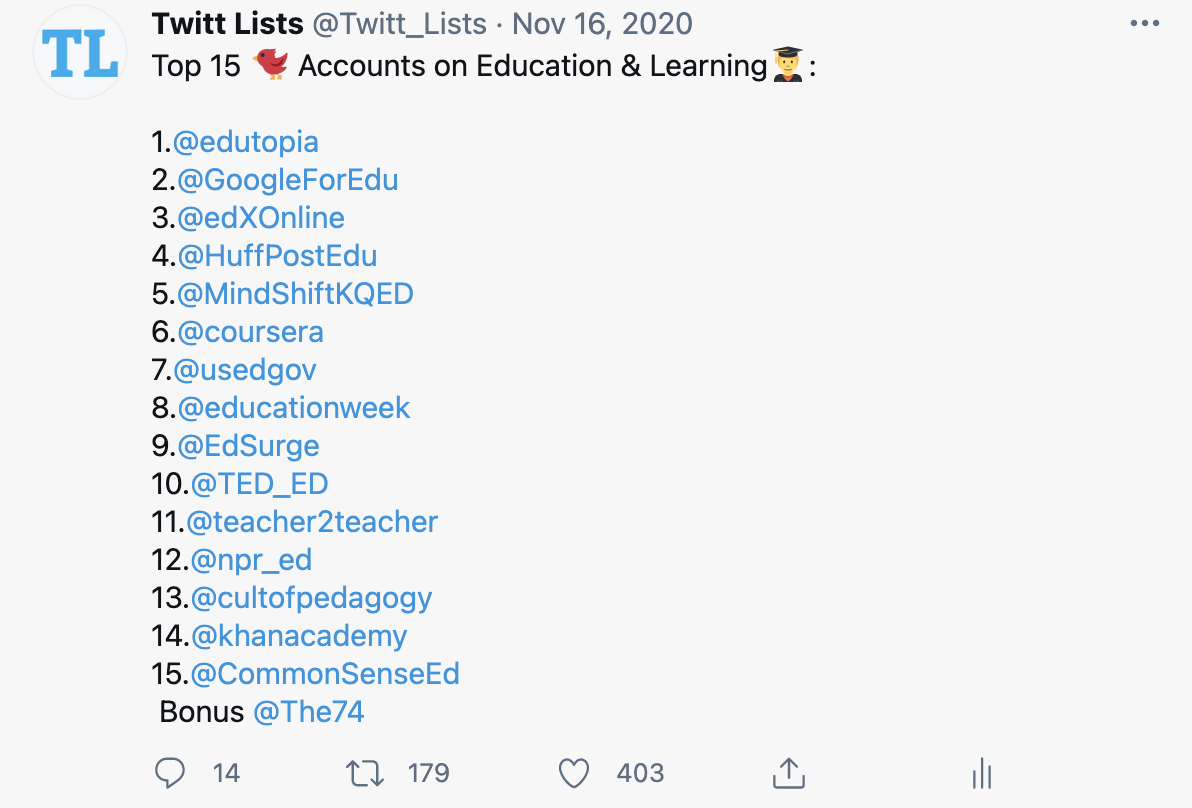 TL
Twitt Lists @Twitt_Lists · Nov 16, 2020
Top 15 🐦 Accounts on Education & Learning👨‍🎓:
1.@edutopia
2.@GoogleForEdu
3.@edXOnline
4.@HuffPostEdu
5.@MindShiftKQED
6.@coursera
7.@usedgov
8.@educationweek
9.@EdSurge
10.@TED_ED
11.@teacher2teacher
12.@npr_ed
13.@cultofpedagogy
14.@khanacademy
15.@CommonSenseEd
Bonus @The74
14 179 403